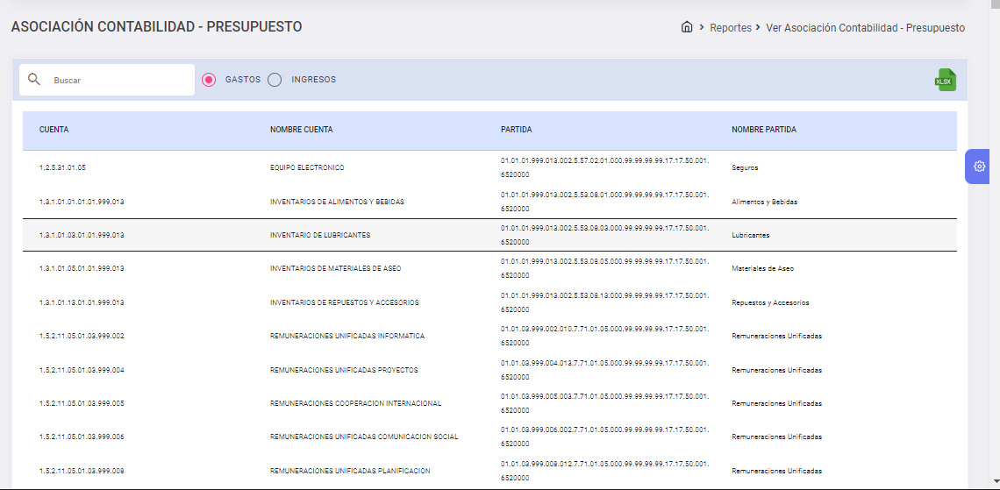 ASOCIACIÓN CONTABILIDAD - PRESUPUESTO
Reportes
Ver Asociación Contabilidad - Presupuesto
Buscar
GASTOS
INGRESOS
XLSX
CUENTA NOMBRE CUENTA PARTIDA NOMBRE PARTIDA
1.2.5.31.01.05 EQUIPO ELECTRONICO 01.01.01.999.013.002.5.57.02.01.000.99.99.99.99.17.17.50.001.
6520000 Seguros
1.3.1.01.01.01.01.999.013 INVENTARIOS DE ALIMENTOS Y BEBIDAS 01.01.01.999.013.002.5.53.08.01.000.99.99.99.99.17.17.50.001.
6520000 Alimentos y Bebidas
1.3.1.01.03.01.01.999.013 INVENTARIO DE LUBRICANTES 01.01.01.999.013.002.5.53.08.03.000.99.99.99.99.17.17.50.001.
6520000 Lubricantes
1.3.1.01.05.01.01.999.013 INVENTARIOS DE MATERIALES DE ASEO 01.01.01.999.013.002.5.53.08.05.000.99.99.99.99.17.17.50.001.
6520000 Materiales de Aseo
1.3.1.01.13.01.01.999.013 INVENTARIOS DE REPUESTOS Y ACCESORIOS 01.01.01.999.013.002.5.53.08.13.000.99.99.99.99.17.17.50.001.
6520000 Repuestos y Accesorios
1.5.2.11.05.01.03.999.002 REMUNERACIONES UNIFICADAS INFORMATICA 01.01.03.999.002.010.7.71.01.05.000.99.99.99.99.17.17.50.001.
6520000 Remuneraciones Unificadas
1.5.2.11.05.01.03.999.004 REMUNERACIONES UNIFICADAS PROYECTOS 01.01.03.999.004.013.7.71.01.05.000.99.99.99.99.17.17.50.001.
6520000 Remuneraciones Unificadas
1.5.2.11.05.01.03.999.005 REMUNERACIONES COOPERACION INTERNACIONAL 01.01.03.999.005.003.7.71.01.05.000.99.99.99.99.17.17.50.001.
6520000 Remuneraciones Unificadas
1.5.2.11.05.01.03.999.006 REMUNERACIONES UNIFICADAS COMUNICACION SOCIAL 01.01.03.999.006.002.7.71.01.05.000.99.99.99.99.17.17.50.001.
6520000 Remuneraciones Unificadas
1.5.2.11.05.01.03.999.008 REMUNERACIONES UNIFICADAS PLANIFICACION 01.01.03.999.008.012.7.71.01.05.000.99.99.99.99.17.17.50.001.
6520000 Remuneraciones Unificadas